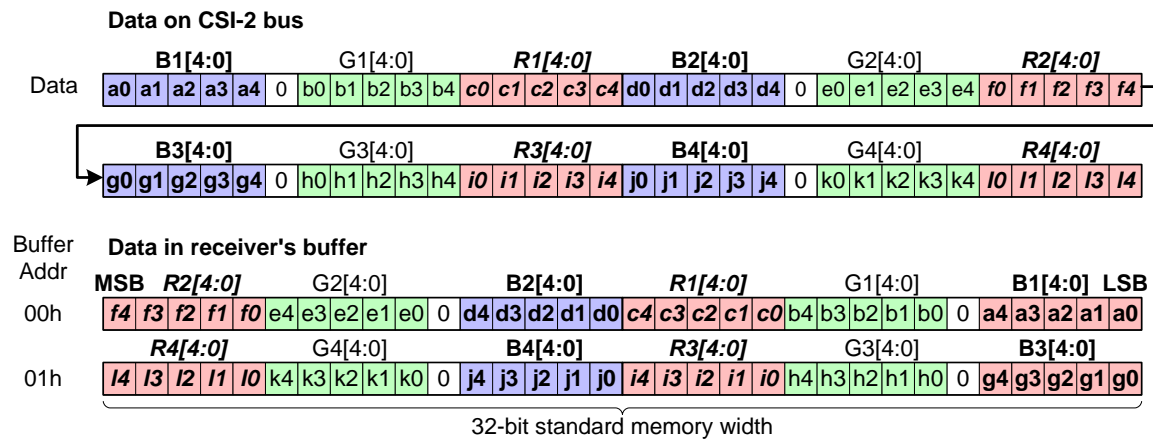 Data on CSI-2 bus
B1[4:0] G1[4:0] R1[4:0] B2[4:0] G2[4:0] R2[4:0]
Data a0 a1 a2 a3 a4 0 b0 b1 b2 b3 b4 c0 c1 c2 c3 c4 d0 d1 d2 d3 d4 0 e0 e1 e2 e3 e4 f0 f1 f2 f3 f4
B3[4:0] G3[4:0] R3[4:0] B4[4:0] G4[4:0] R4[4:0]
g0 g1 g2 g3 g4 0 h0 h1 h2 h3 h4 i0 i1 i2 i3 i4 j0 j1 j2 j3 j4 0 k0 k1 k2 k3 k4 l0 l1 l2 l3 l4
Buffer Addr
Data in receiver's buffer
MSB R2[4:0] G2[4:0] B2[4:0] R1[4:0] G1[4:0] B1[4:0] LSB
00h f4 f3 f2 f1 f0 e4 e3 e2 e1 e0 0 d4 d3 d2 d1 d0 c4 c3 c2 c1 c0 b4 b3 b2 b1 b0 0 a4 a3 a2 a1 a0
R4[4:0] G4[4:0] B4[4:0] R3[4:0] G3[4:0] B3[4:0]
01h l4 l3 l2 l1 l0 k4 k3 k2 k1 k0 0 j4 j3 j2 j1 j0 i4 i3 i2 i1 i0 h4 h3 h2 h1 h0 0 g4 g3 g2 g1 g0
32-bit standard memory width